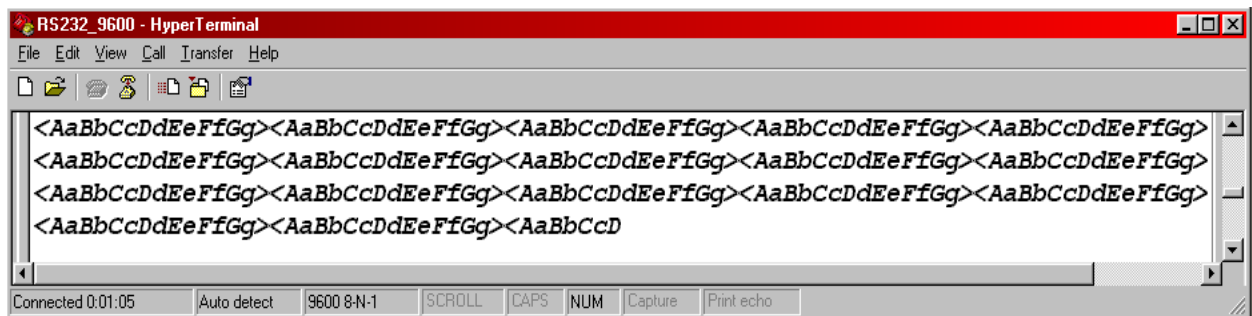 RS232_9600 - HyperTerminal
File Edit View Call Transfer Help
<AaBbCcDdEeFfGg><AaBbCcDdEeFfGg><AaBbCcDdEeFfGg><AaBbCcDdEeFfGg><AaBbCcDdEeFfGg>
<AaBbCcDdEeFfGg><AaBbCcDdEeFfGg><AaBbCcDdEeFfGg><AaBbCcDdEeFfGg><AaBbCcDdEeFfGg>
<AaBbCcDdEeFfGg><AaBbCcDdEeFfGg><AaBbCcDdEeFfGg><AaBbCcDdEeFfGg><AaBbCcDdEeFfGg>
<AaBbCcDdEeFfGg><AaBbCcDdEeFfGg><AaBbCcD
Connected 0:01:05 Auto detect 9600 8-N-1 SCROLL CAPS NUM Capture Print echo